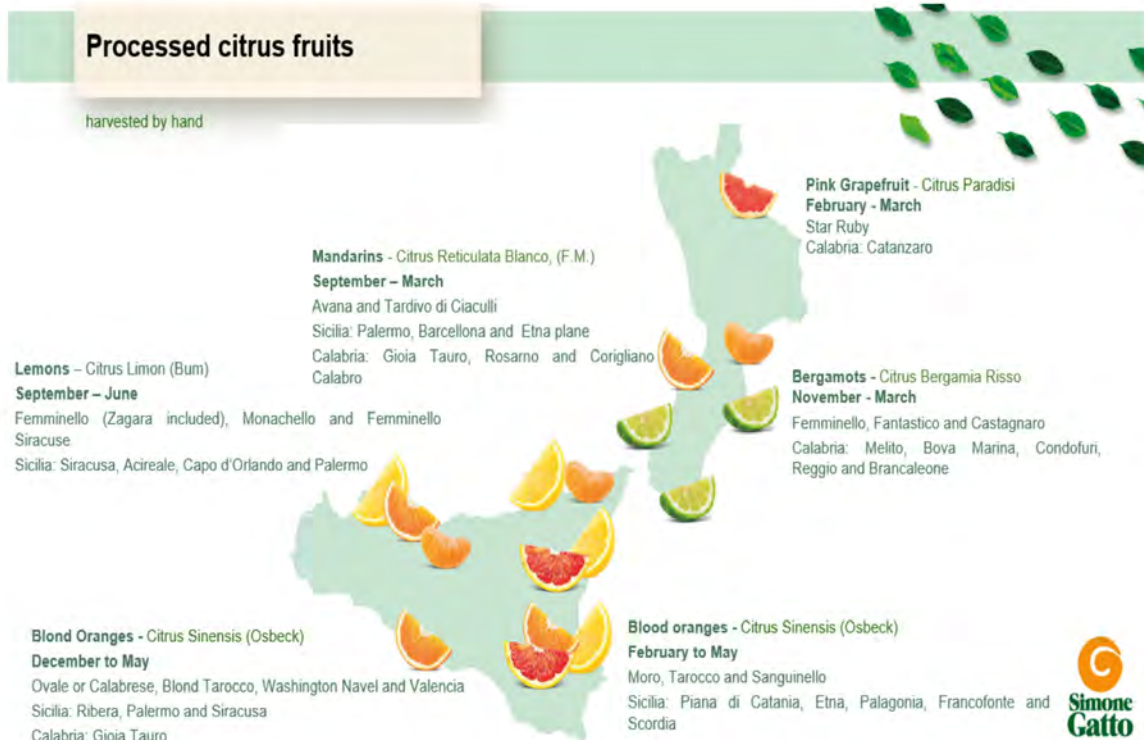 Processed citrus fruits
harvested by hand
Pink Grapefruit - Citrus Paradisi
February - March
Star Ruby
Calabria: Catanzaro
Mandarins - Citrus Reticulata Blanco, (F.M.)
September – March
Avana and Tardivo di Ciaculli
Sicilia: Palermo, Barcellona and Etna plane
Calabria: Gioia Tauro, Rosarno and Corigliano
Calabro
Lemons – Citrus Limon (Bum)
September – June
Femminello (Zagara included), Monachello and Femminello
Siracuse
Sicilia: Siracusa, Acireale, Capo d'Orlando and Palermo
Bergamots - Citrus Bergamia Risso
November - March
Femminello, Fantastico and Castagnaro
Calabria: Melito, Bova Marina, Condofuri,
Reggio and Brancaleone
Blond Oranges - Citrus Sinensis (Osbeck)
December to May
Ovale or Calabrese, Blond Tarocco, Washington Navel and Valencia
Sicilia: Ribera, Palermo and Siracusa
Calabria: Gioia Tauro
Blood oranges - Citrus Sinensis (Osbeck)
February to May
Moro, Tarocco and Sanguinello
Sicilia: Piana di Catania, Etna, Palagonia, Francofonte and
Scordia
Simone
Gatto